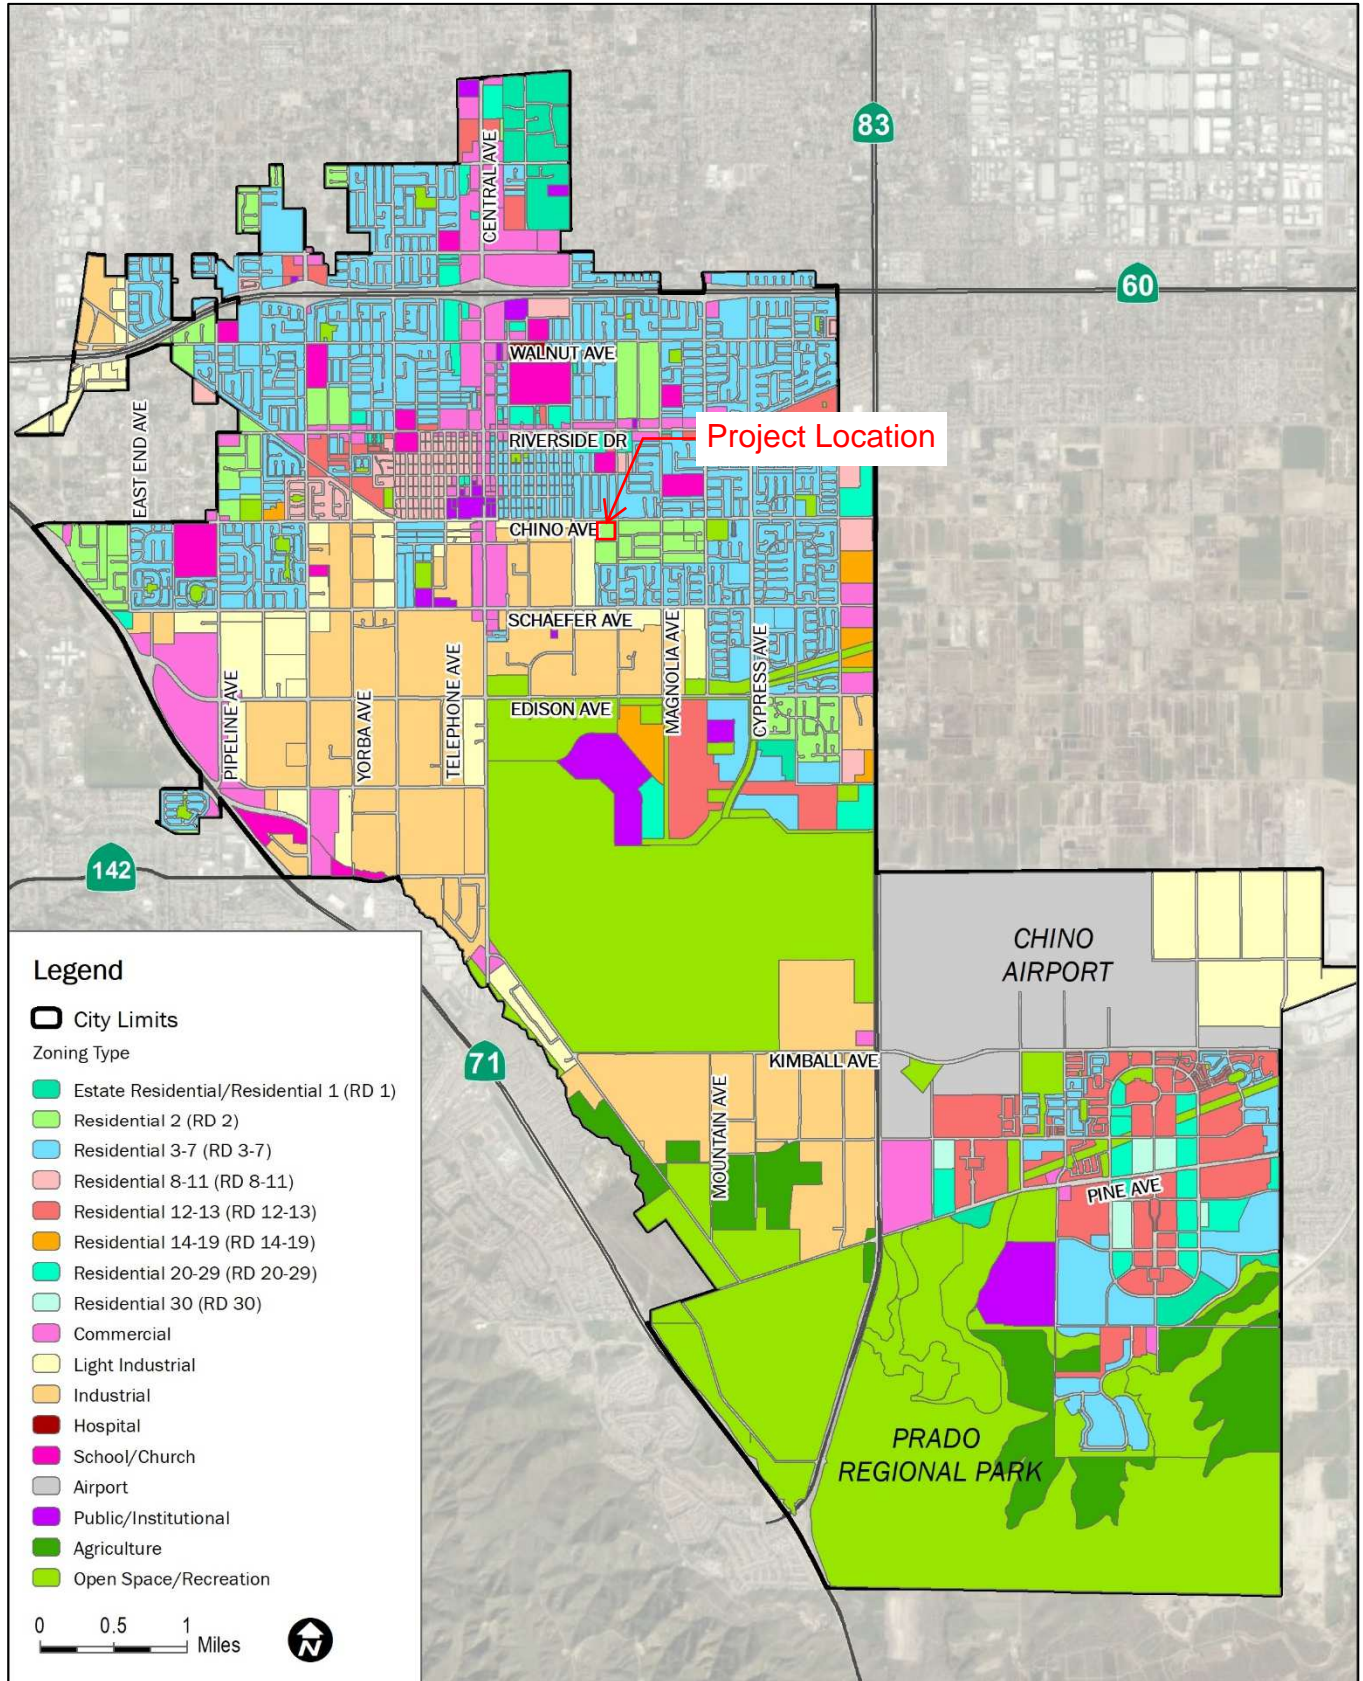 83
CENTRAL AVE
60
WALNUT AVE
EAST END AVE
RIVERSIDE DR
Project Location
CHINO AVE
SCHAEFER AVE
MAGNOLIA AVE
CYPRESS AVE
PIPELINE AVE
YORBA AVE
TELEPHONE AVE
EDISON AVE
142
CHINO
AIRPORT
71
KIMBALL AVE
MOUNTAIN AVE
PINE AVE
PRADO
REGIONAL PARK
Legend
City Limits
Zoning Type
Estate Residential/Residential 1 (RD 1)
Residential 2 (RD 2)
Residential 3-7 (RD 3-7)
Residential 8-11 (RD 8-11)
Residential 12-13 (RD 12-13)
Residential 14-19 (RD 14-19)
Residential 20-29 (RD 20-29)
Residential 30 (RD 30)
Commercial
Light Industrial
Industrial
Hospital
School/Church
Airport
Public/Institutional
Agriculture
Open Space/Recreation
0 0.5 1
Miles
N